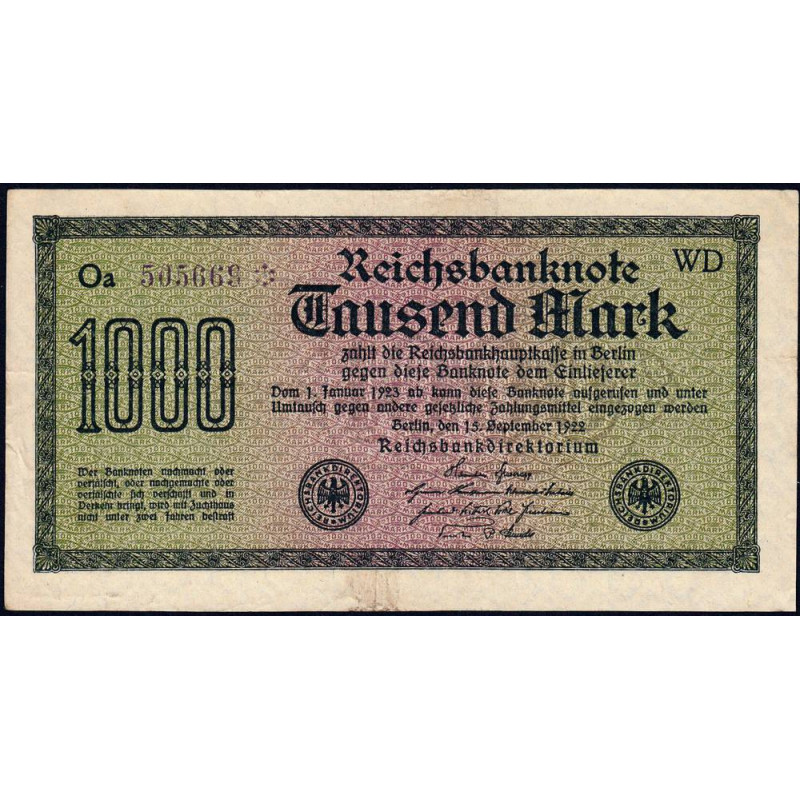 Oa 505669 ✢
Reichsbanknote
WD
1000
Tausend Mark
zahlt die Reichsbankhauptkasse in Berlin
gegen diese Banknote dem Einlieferer
Vom 1. Januar 1923 ab kann diese Banknote aufgerufen und unter
Umtausch gegen andere gesetzliche Zahlungsmittel eingezogen werden
Berlin, den 15. September 1922
Reichsbankdirektorium
Wer Banknoten nachmacht oder
verfälscht, oder nachgemachte oder
verfälschte sich verschafft und in
Verkehr bringt, wird mit Zuchthaus
nicht unter zwei Jahren bestraft
REICHSBANKDIREKTORIUM
REICHSBANKDIREKTORIUM